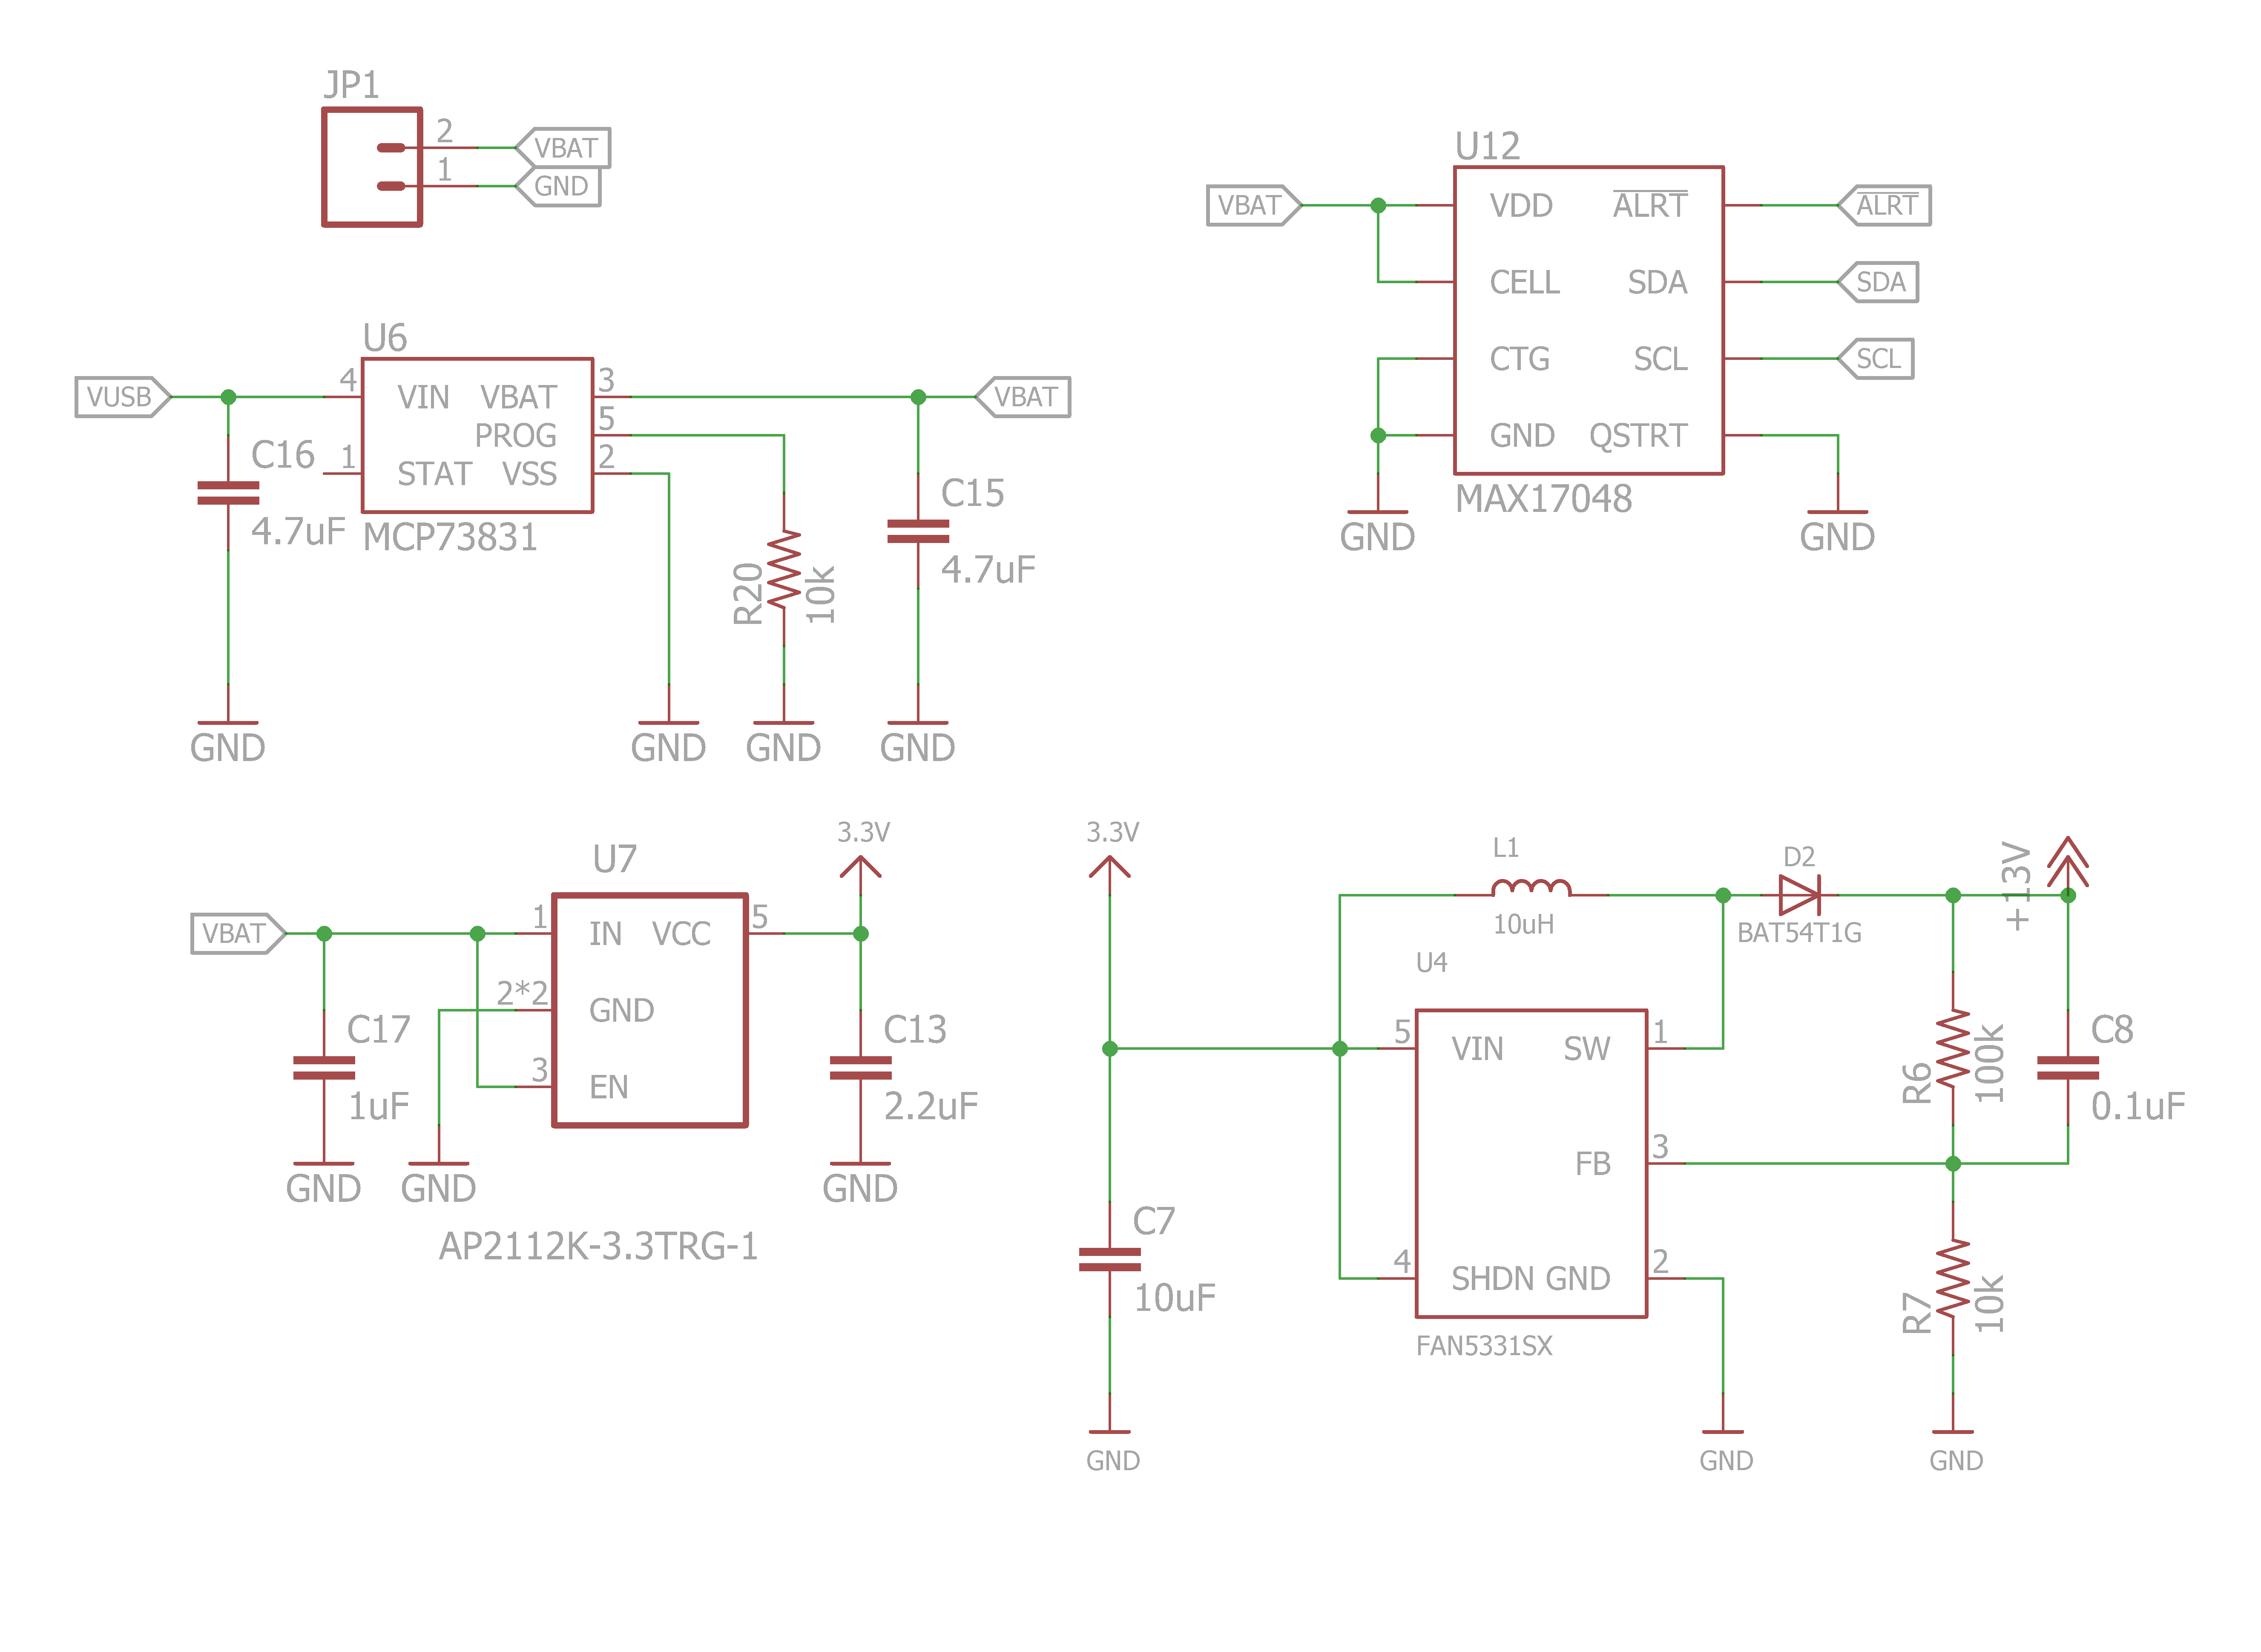 JP1
2
VBAT
1
GND
U12
VBAT
VDD
ALRT
ALRT
CELL
SDA
SDA
CTG
SCL
SCL
GND
QSTRT
MAX17048
GND
GND
U6
VUSB
4
VIN
VBAT
3
VBAT
PROG
5
C16
1
STAT
VSS
2
4.7uF
MCP73831
C15
4.7uF
R20
10k
GND
GND
GND
GND
U7
3.3V
VBAT
1
IN
VCC
5
2*2
GND
C17
3
EN
C13
1uF
2.2uF
GND
GND
GND
AP2112K-3.3TRG-1
3.3V
L1
10uH
D2
BAT54T1G
+13V
U4
5
VIN
SW
1
R6
100k
C8
0.1uF
FB
3
C7
10uF
4
SHDN
GND
2
R7
10k
FAN5331SX
GND
GND
GND